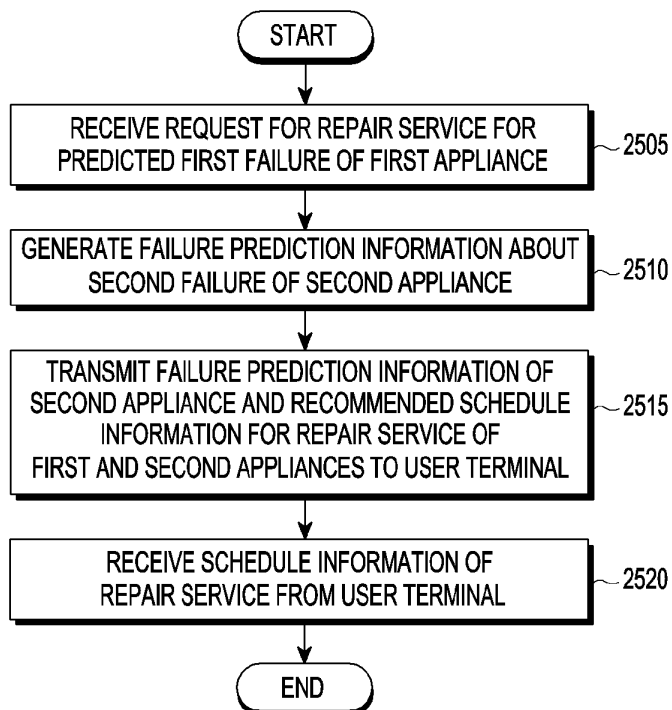 START
RECEIVE REQUEST FOR REPAIR SERVICE FOR
PREDICTED FIRST FAILURE OF FIRST APPLIANCE
2505
GENERATE FAILURE PREDICTION INFORMATION ABOUT
SECOND FAILURE OF SECOND APPLIANCE
2510
TRANSMIT FAILURE PREDICTION INFORMATION OF
SECOND APPLIANCE AND RECOMMENDED SCHEDULE
INFORMATION FOR REPAIR SERVICE OF
FIRST AND SECOND APPLIANCES TO USER TERMINAL
2515
RECEIVE SCHEDULE INFORMATION OF
REPAIR SERVICE FROM USER TERMINAL
2520
END